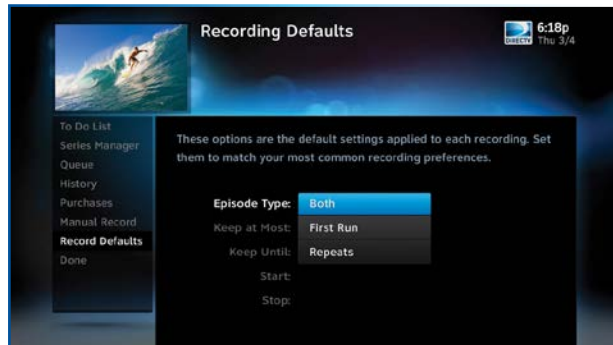 Recording Defaults
DIRECTV
6:18p
Thu 3/4
To Do List
Series Manager
Queue
History
Purchases
Manual Record
Record Defaults
Done
These options are the default settings applied to each recording. Set
them to match your most common recording preferences.
Episode Type: Both
Keep at Most: First Run
Keep Until: Repeats
Start:
Stop: